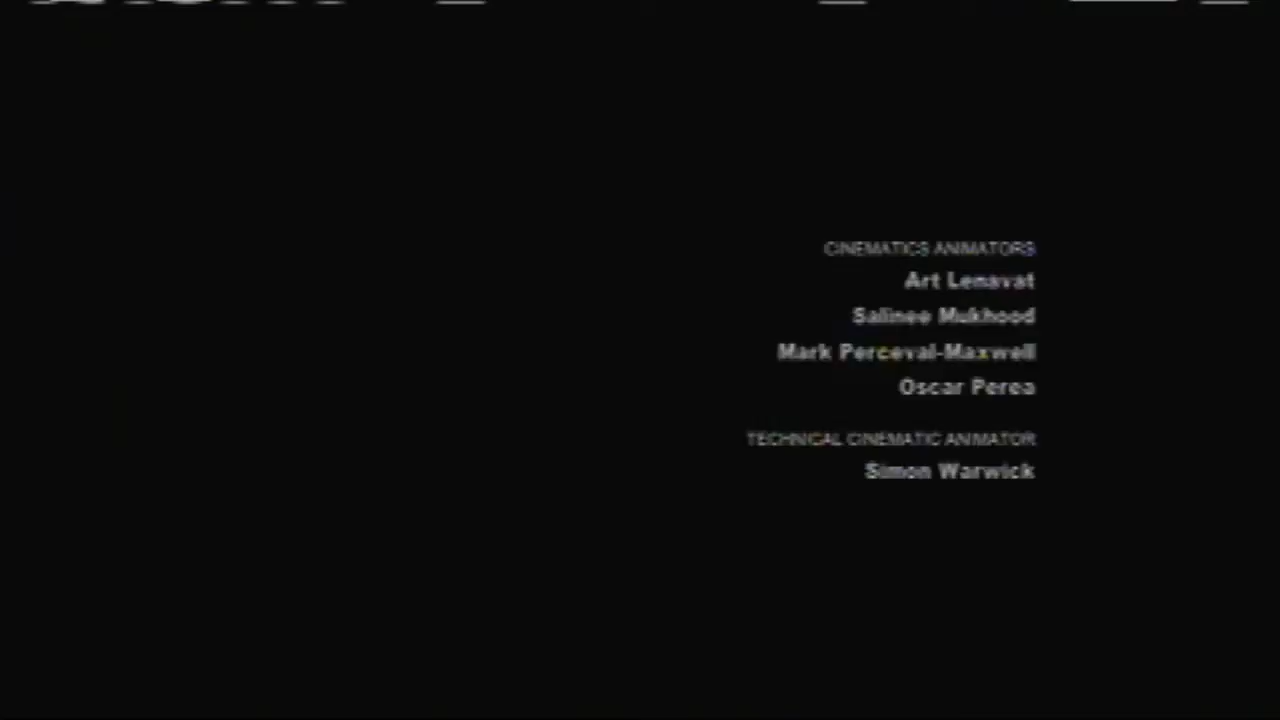 CINEMATICS ANIMATORS
Art Lenavat
Salinee Mukhood
Mark Perceval-Maxwell
Oscar Perea
TECHNICAL CINEMATIC ANIMATOR
Simon Warwick